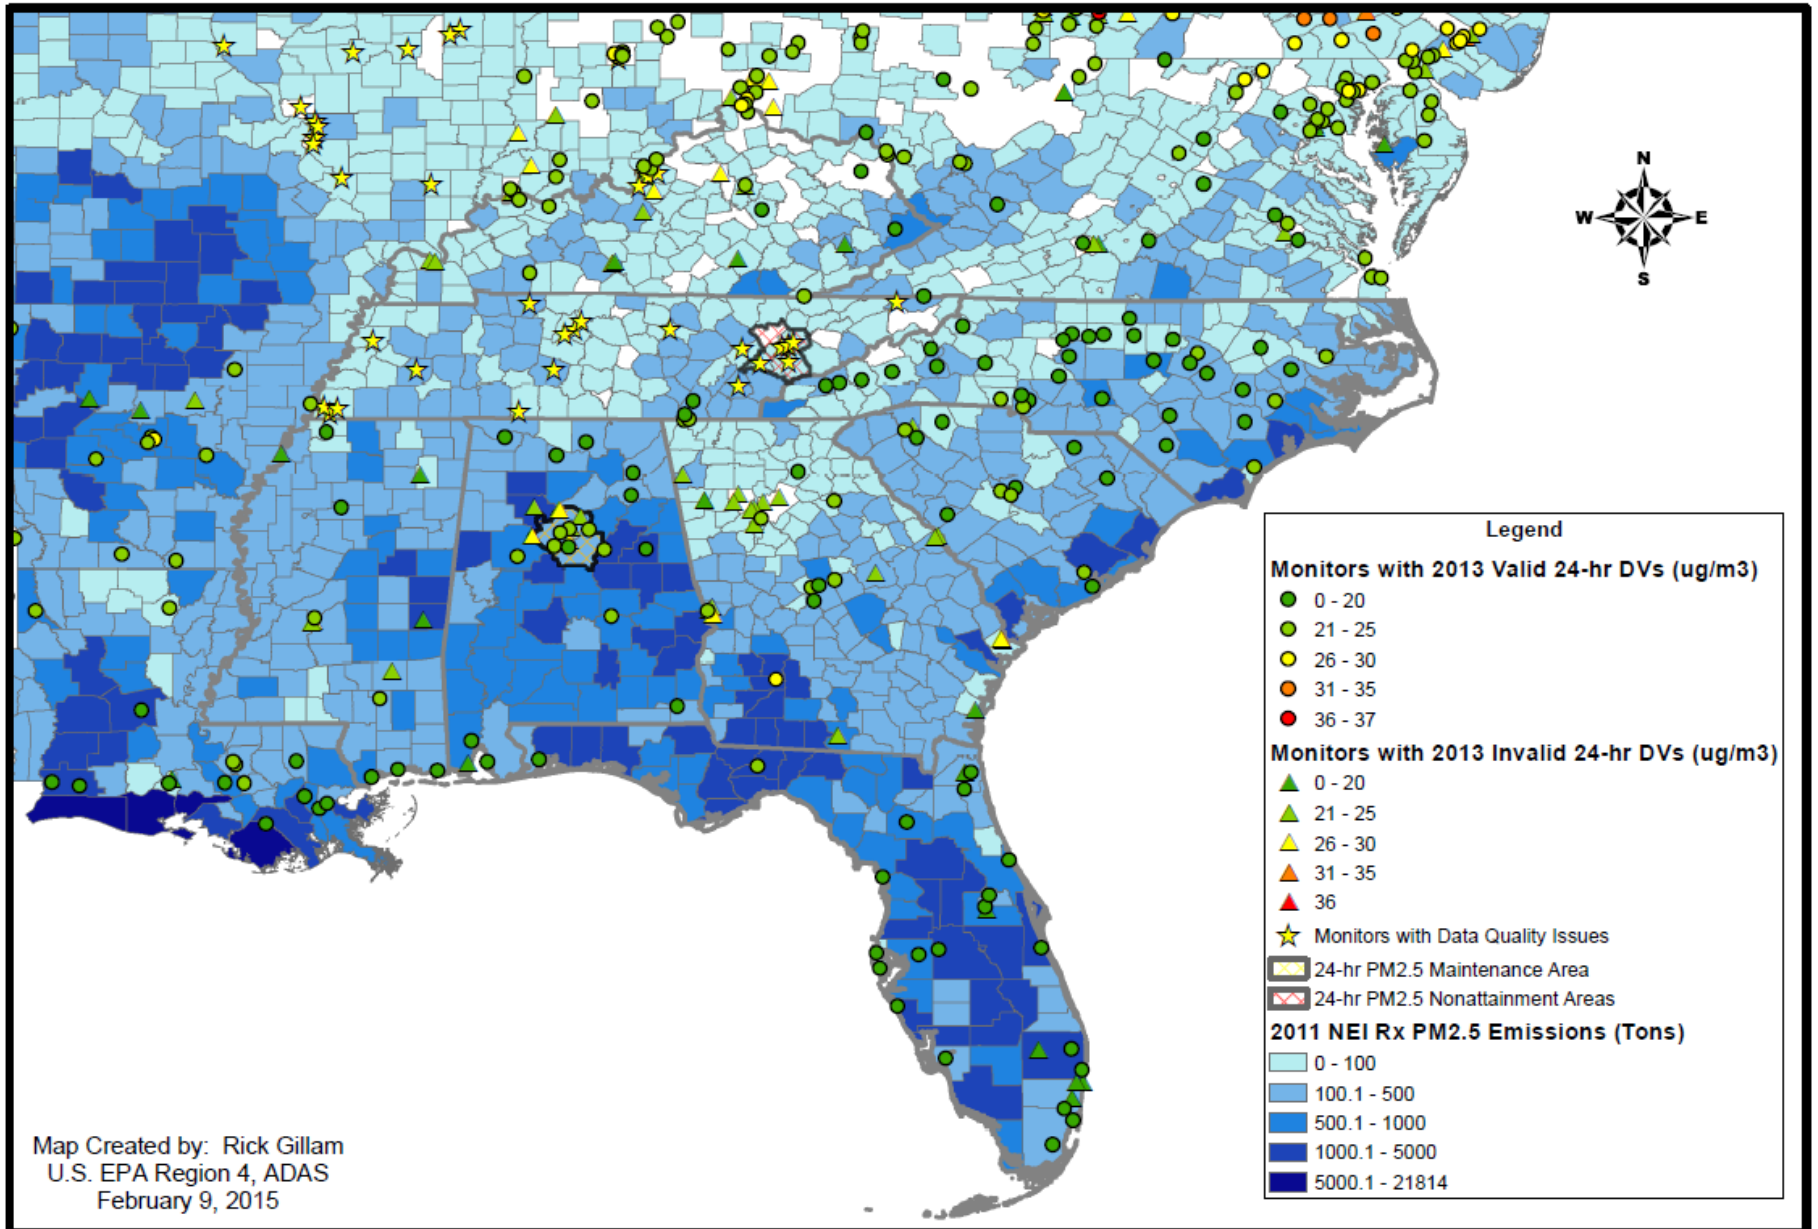 N
W E
S
Legend
Monitors with 2013 Valid 24-hr DVs (ug/m3)
0 - 20
21 - 25
26 - 30
31 - 35
36 - 37
Monitors with 2013 Invalid 24-hr DVs (ug/m3)
0 - 20
21 - 25
26 - 30
31 - 35
36
Monitors with Data Quality Issues
24-hr PM2.5 Maintenance Area
24-hr PM2.5 Nonattainment Areas
2011 NEI Rx PM2.5 Emissions (Tons)
0 - 100
100.1 - 500
500.1 - 1000
1000.1 - 5000
5000.1 - 21814
Map Created by: Rick Gillam
U.S. EPA Region 4, ADAS
February 9, 2015